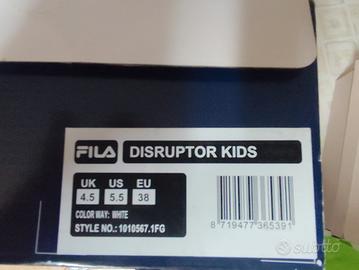 FILA DISRUPTOR KIDS
UK US EU
4.5 5.5 38
COLOR WAY: WHITE
STYLE NO.: 1010567.1FG
8 719477 365391
subito